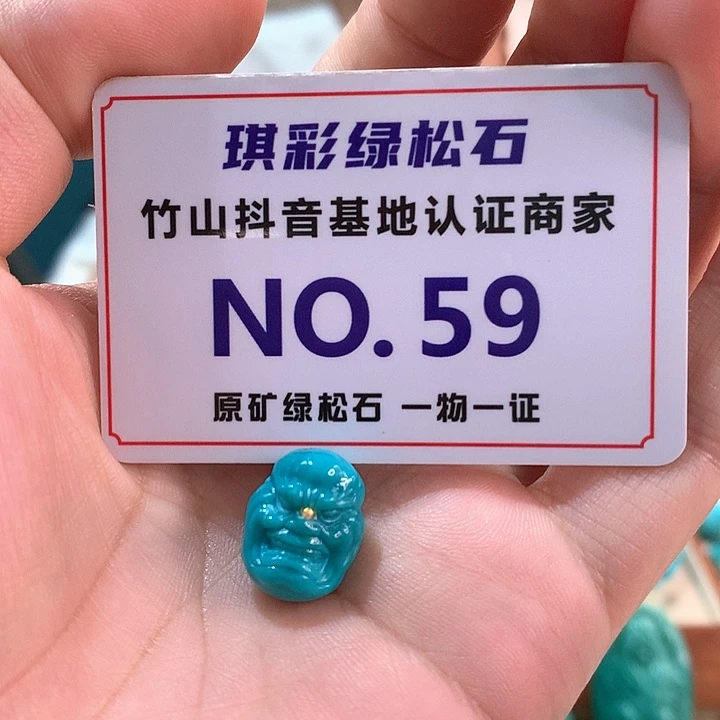 琪彩绿松石
竹山抖音基地认证商家
NO. 59
原矿绿松石 一物一证